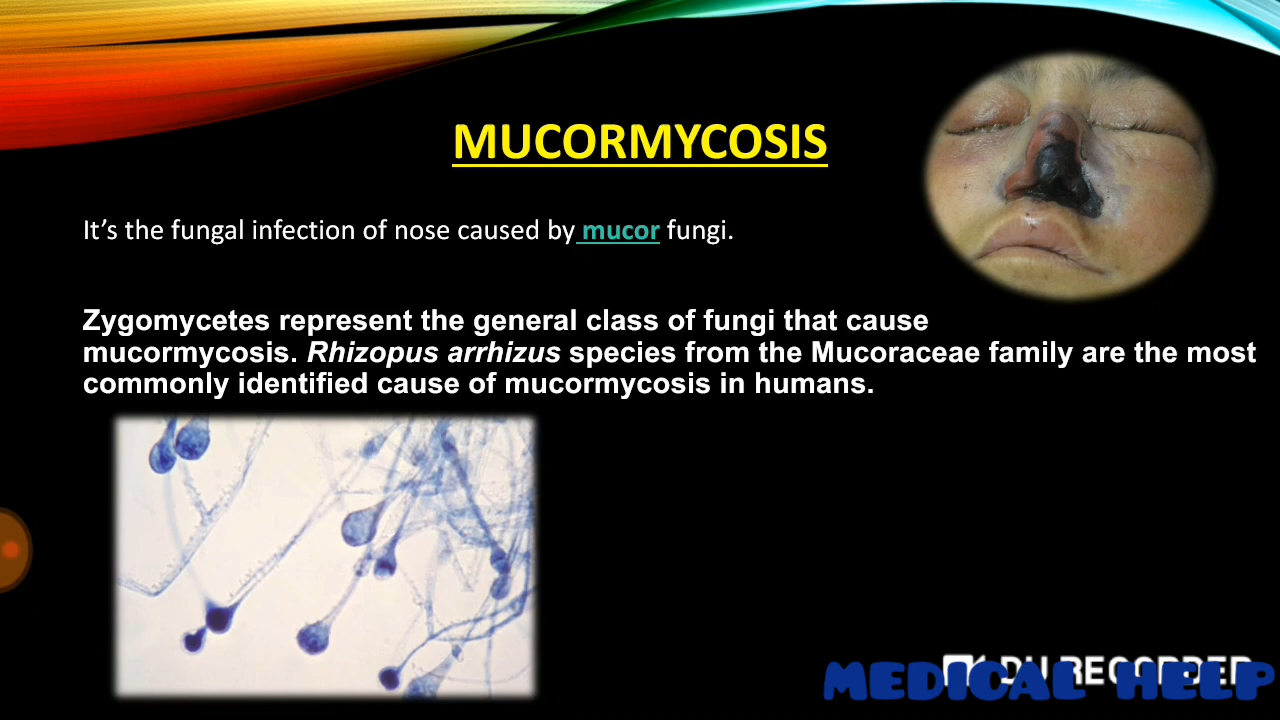 MUCORMYCOSIS
It’s the fungal infection of nose caused by mucor fungi.
Zygomycetes represent the general class of fungi that cause
mucormycosis. Rhizopus arrhizus species from the Mucoraceae family are the most
commonly identified cause of mucormycosis in humans.
DU RECORDER
MEDICAL HELP